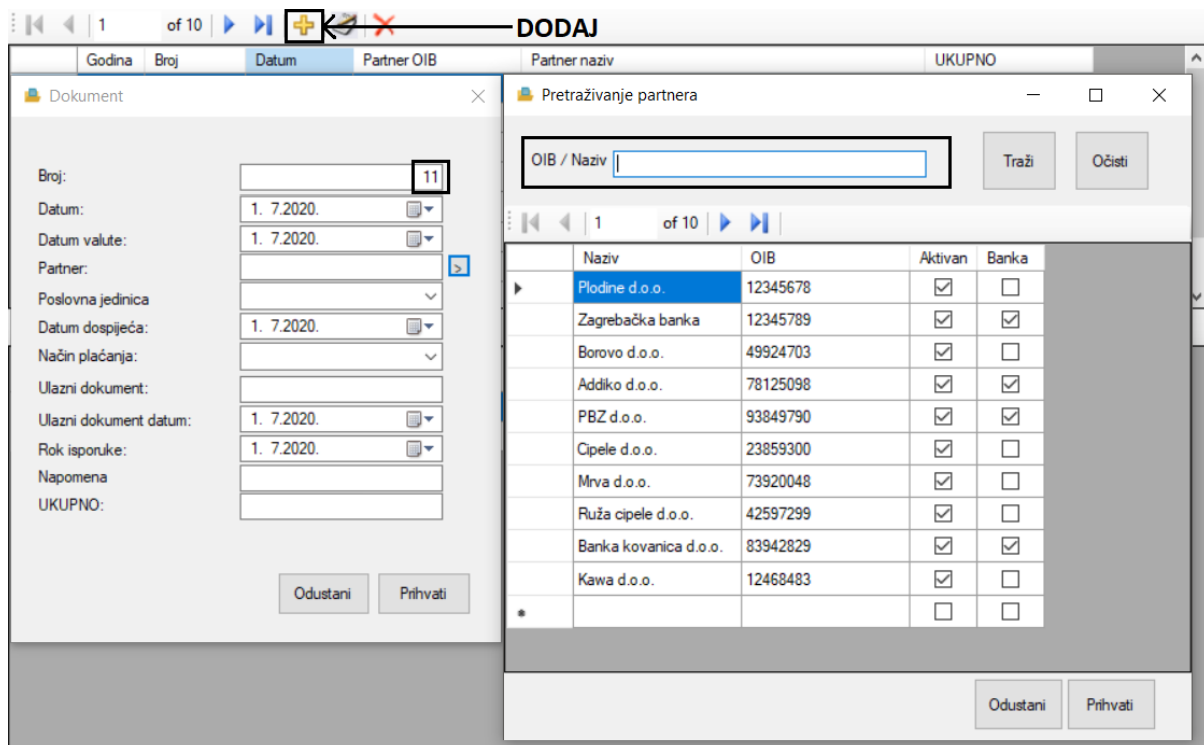 1 of 10 DODAJ
Godina Broj Datum Partner OIB Partner naziv UKUPNO
Dokument
Broj: 11
Datum: 1. 7.2020.
Datum valute: 1. 7.2020.
Partner: >
Poslovna jedinica
Datum dospijeća: 1. 7.2020.
Način plaćanja:
Ulazni dokument:
Ulazni dokument datum: 1. 7.2020.
Rok isporuke: 1. 7.2020.
Napomena
UKUPNO:
Odustani Prihvati
Pretraživanje partnera
OIB / Naziv Traži Očisti
1 of 10
Naziv OIB Aktivan Banka
Plodine d.o.o. 12345678
Zagrebačka banka 12345789
Borovo d.o.o. 49924703
Addiko d.o.o. 78125098
PBZ d.o.o. 93849790
Cipele d.o.o. 23859300
Mrva d.o.o. 73920048
Ruža cipele d.o.o. 42597299
Banka kovanica d.o.o. 83942829
Kawa d.o.o. 12468483
Odustani Prihvati